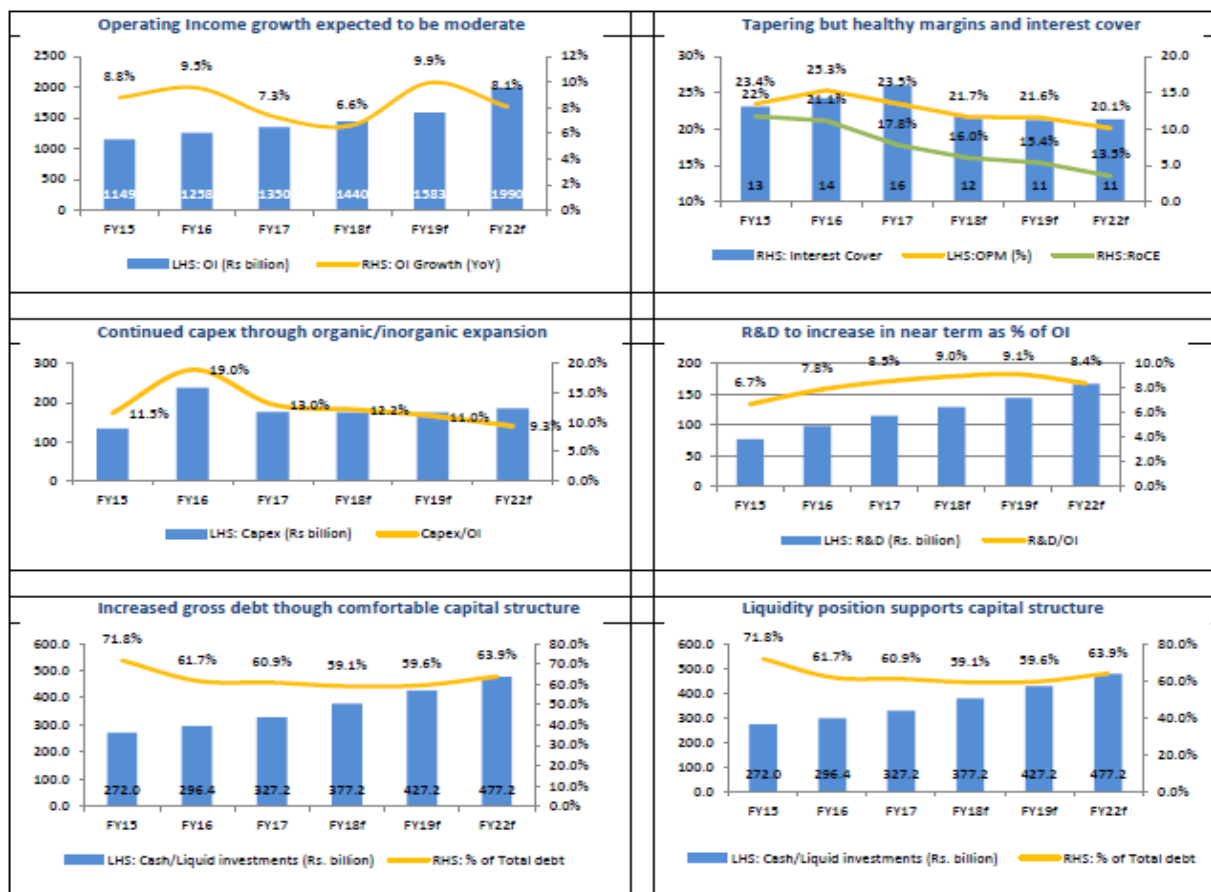 Operating Income growth expected to be moderate
2500
2000
1500
1000
500
0
12%
10%
8%
6%
4%
2%
0%
8.8%
9.5%
7.3%
6.6%
9.9%
8.1%
1149
1258
1350
1440
1583
1990
FY15
FY16
FY17
FY18f
FY19f
FY22f
LHS: OI (Rs billion)
RHS: OI Growth (YoY)
Tapering but healthy margins and interest cover
30%
25%
20%
15%
10%
20.0
15.0
10.0
5.0
0.0
23.4%
25.3%
23.5%
21.7%
21.6%
20.1%
22%
21.1%
17.8%
16.0%
15.4%
13.5%
13
14
16
12
11
11
FY15
FY16
FY17
FY18f
FY19f
FY22f
RHS: Interest Cover
LHS:OPM (%)
RHS:RoCE
Continued capex through organic/inorganic expansion
300
200
100
0
20.0%
15.0%
10.0%
5.0%
0.0%
11.5%
19.0%
13.0%
12.2%
11.0%
9.3%
FY15
FY16
FY17
FY18f
FY19f
FY22f
LHS: Capex (Rs billion)
Capex/OI
R&D to increase in near term as % of OI
200
150
100
50
0
10.0%
8.0%
6.0%
4.0%
2.0%
0.0%
6.7%
7.8%
8.5%
9.0%
9.1%
8.4%
FY15
FY16
FY17
FY18f
FY19f
FY22f
LHS: R&D (Rs. billion)
R&D/OI
Increased gross debt though comfortable capital structure
600.0
500.0
400.0
300.0
200.0
100.0
0.0
80.0%
70.0%
60.0%
50.0%
40.0%
30.0%
20.0%
10.0%
0.0%
71.8%
61.7%
60.9%
59.1%
59.6%
63.9%
272.0
296.4
327.2
377.2
427.2
477.2
FY15
FY16
FY17
FY18f
FY19f
FY22f
LHS: Cash/Liquid investments (Rs. billion)
RHS: % of Total debt
Liquidity position supports capital structure
600.0
500.0
400.0
300.0
200.0
100.0
0.0
80.0%
60.0%
40.0%
20.0%
0.0%
71.8%
61.7%
60.9%
59.1%
59.6%
63.9%
272.0
296.4
327.2
377.2
427.2
477.2
FY15
FY16
FY17
FY18f
FY19f
FY22f
LHS: Cash/Liquid investments (Rs. billion)
RHS: % of Total debt